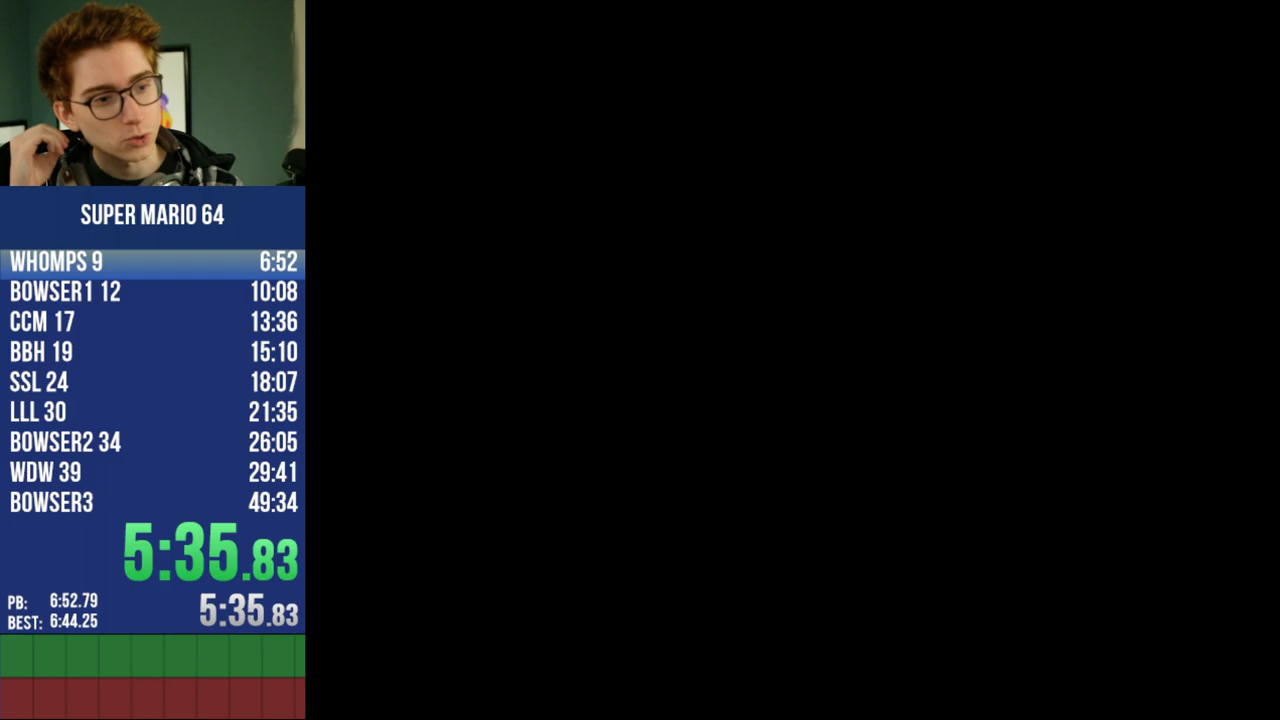 SUPER MARIO 64
WHOMPS 9 6:52
BOWSER1 12 10:08
CCM 17 13:36
BBH 19 15:10
SSL 24 18:07
LLL 30 21:35
BOWSER2 34 26:05
WDW 39 29:41
BOWSER3 49:34
5:35.83
PB: 6:52.79
BEST: 6:44.25
5:35.83